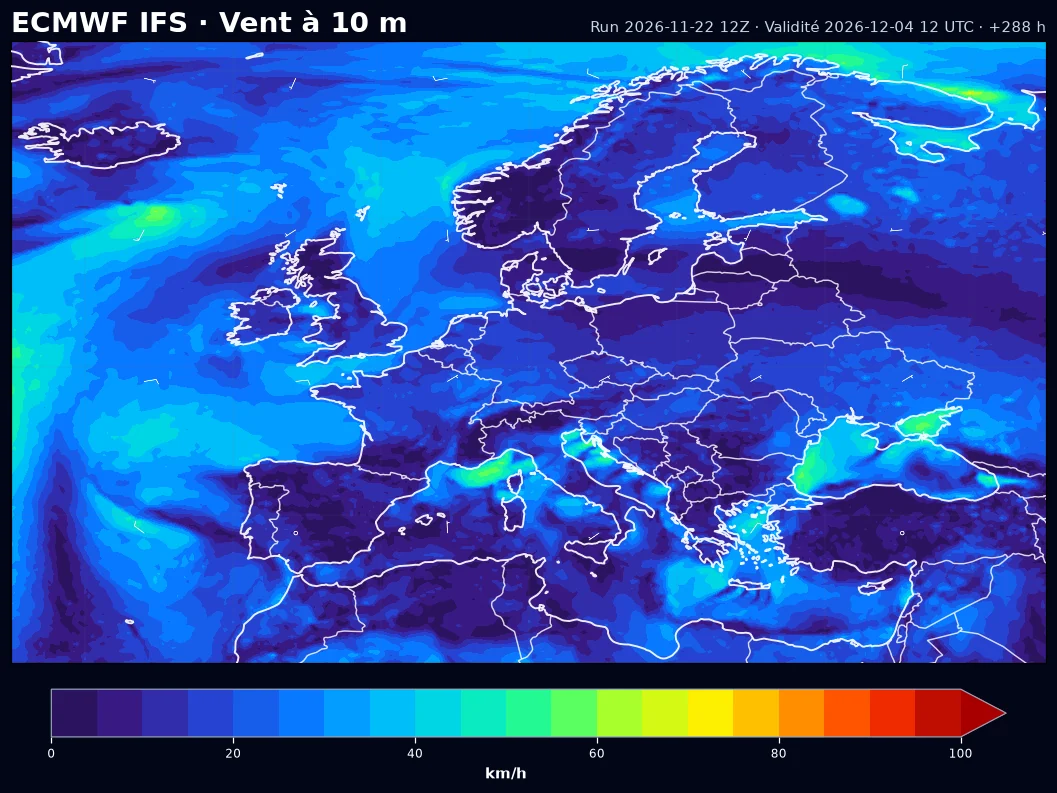 ECMWF IFS · Vent à 10 m
Run 2026-11-22 12Z · Validité 2026-12-04 12 UTC · +288 h
0 20 40 60 80 100
km/h